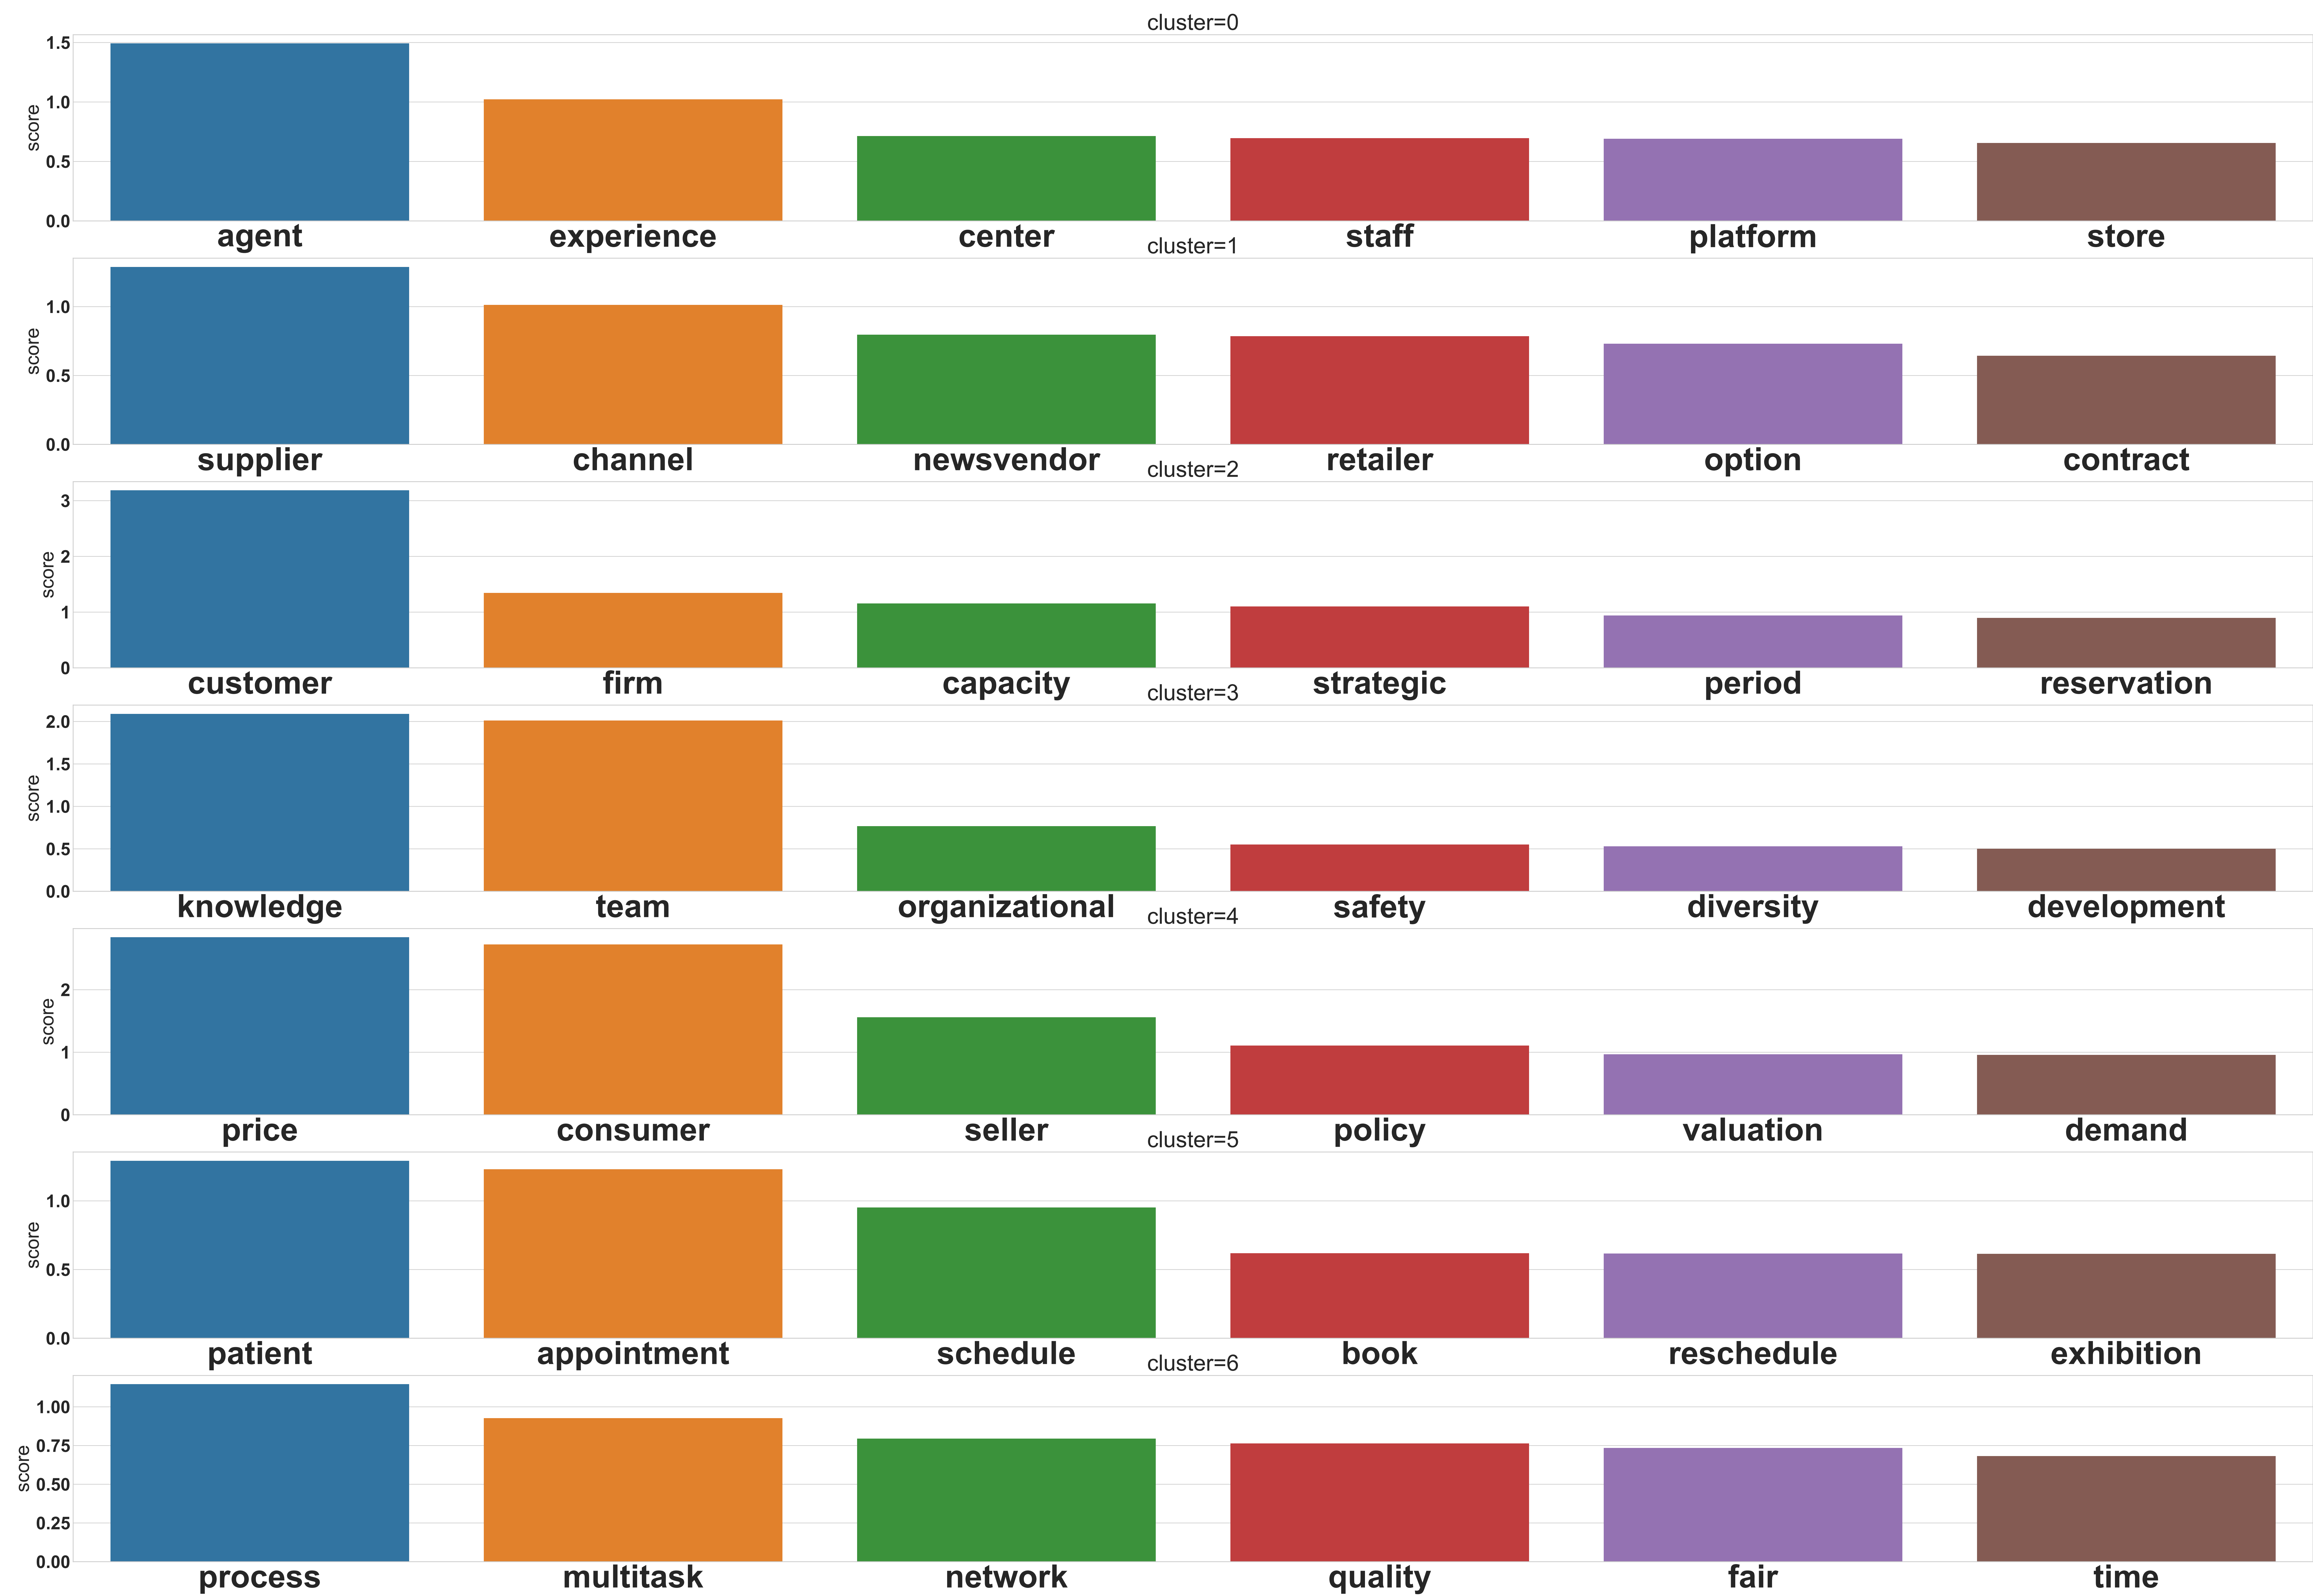 cluster=0
score
1.5
1.0
0.5
0.0
agent experience center staff platform store
cluster=1
score
1.0
0.5
0.0
supplier channel newsvendor retailer option contract
cluster=2
score
3
2
1
0
customer firm capacity strategic period reservation
cluster=3
score
2.0
1.5
1.0
0.5
0.0
knowledge team organizational safety diversity development
cluster=4
score
2
1
0
price consumer seller policy valuation demand
cluster=5
score
1.0
0.5
0.0
patient appointment schedule book reschedule exhibition
cluster=6
score
1.00
0.75
0.50
0.25
0.00
process multitask network quality fair time